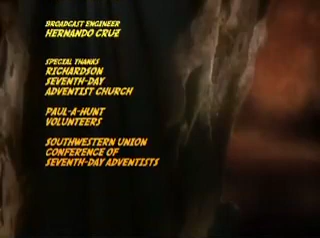 BROADCAST ENGINEER
HERNANDO CRUZ
SPECIAL THANKS
RICHARDSON
SEVENTH-DAY
ADVENTIST CHURCH
PAUL-A-HUNT
VOLUNTEERS
SOUTHWESTERN UNION
CONFERENCE OF
SEVENTH-DAY ADVENTISTS